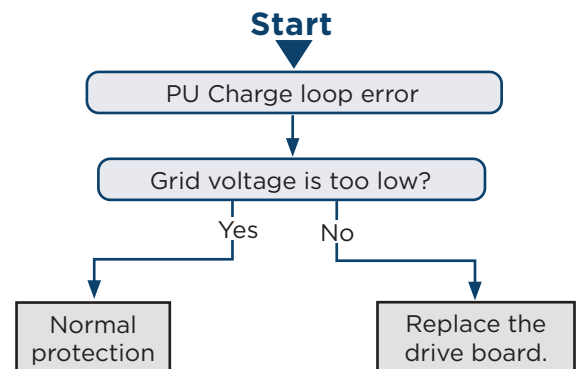 Start
PU Charge loop error
Grid voltage is too low?
Yes
No
Normal
protection
Replace the
drive board.